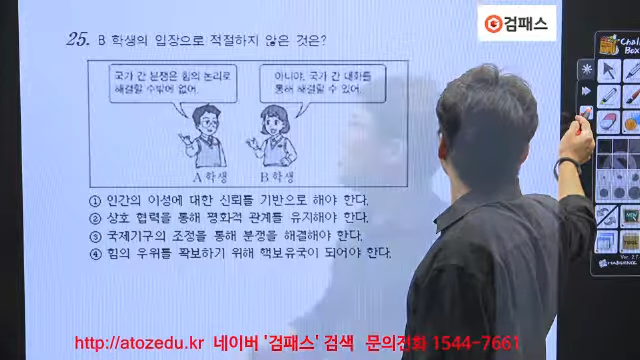 검패스
25. B 학생의 입장으로 적절하지 않은 것은?
국가 간 분쟁은 힘의 논리로
해결할 수밖에 없어.
아니야, 국가 간 대화를
통해 해결할 수 있어.
A 학생
B 학생
① 인간의 이성에 대한 신뢰를 기반으로 해야 한다.
② 상호 협력을 통해 평화적 관계를 유지해야 한다.
③ 국제기구의 조정을 통해 분쟁을 해결해야 한다.
④ 힘의 우위를 확보하기 위해 핵보유국이 되어야 한다.
http://atozedu.kr 네이버 '검패스' 검색 문의전화 1544-7661